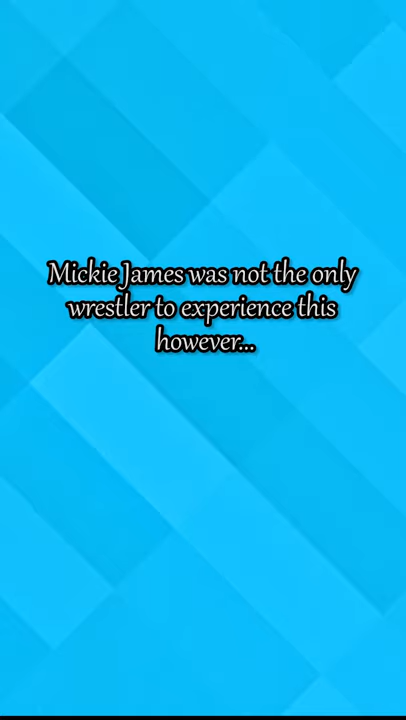 Mickie James was not the only
wrestler to experience this
however...